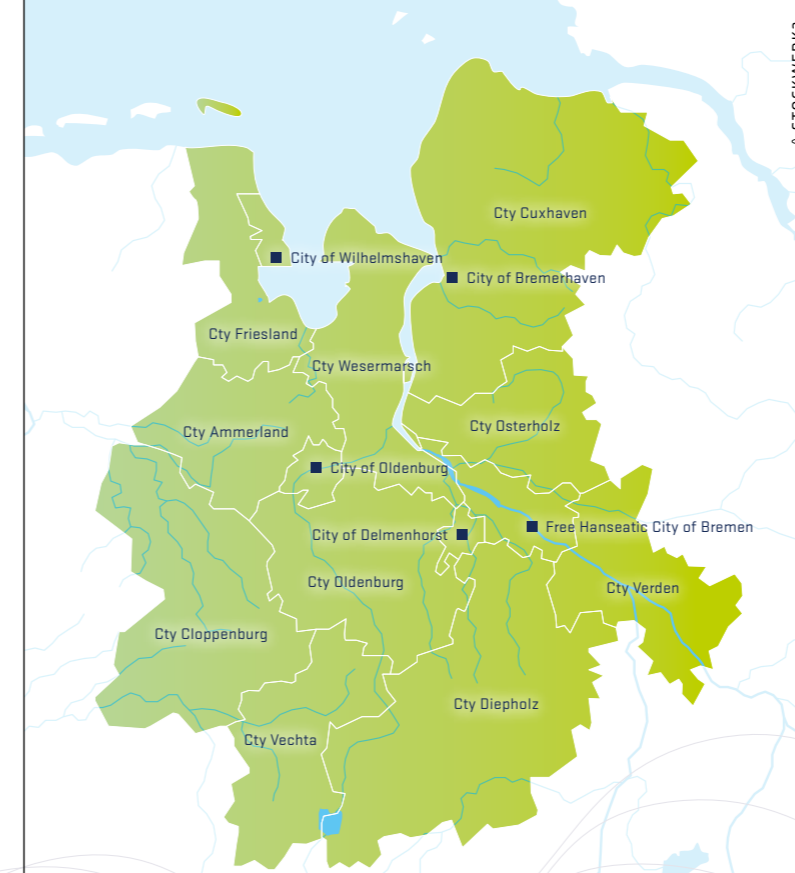 © STOCKWERK2
Cty Cuxhaven
City of Wilhelmshaven
City of Bremerhaven
Cty Friesland
Cty Wesermarsch
Cty Osterholz
Cty Ammerland
City of Oldenburg
Free Hanseatic City of Bremen
City of Delmenhorst
Cty Oldenburg
Cty Verden
Cty Cloppenburg
Cty Diepholz
Cty Vechta